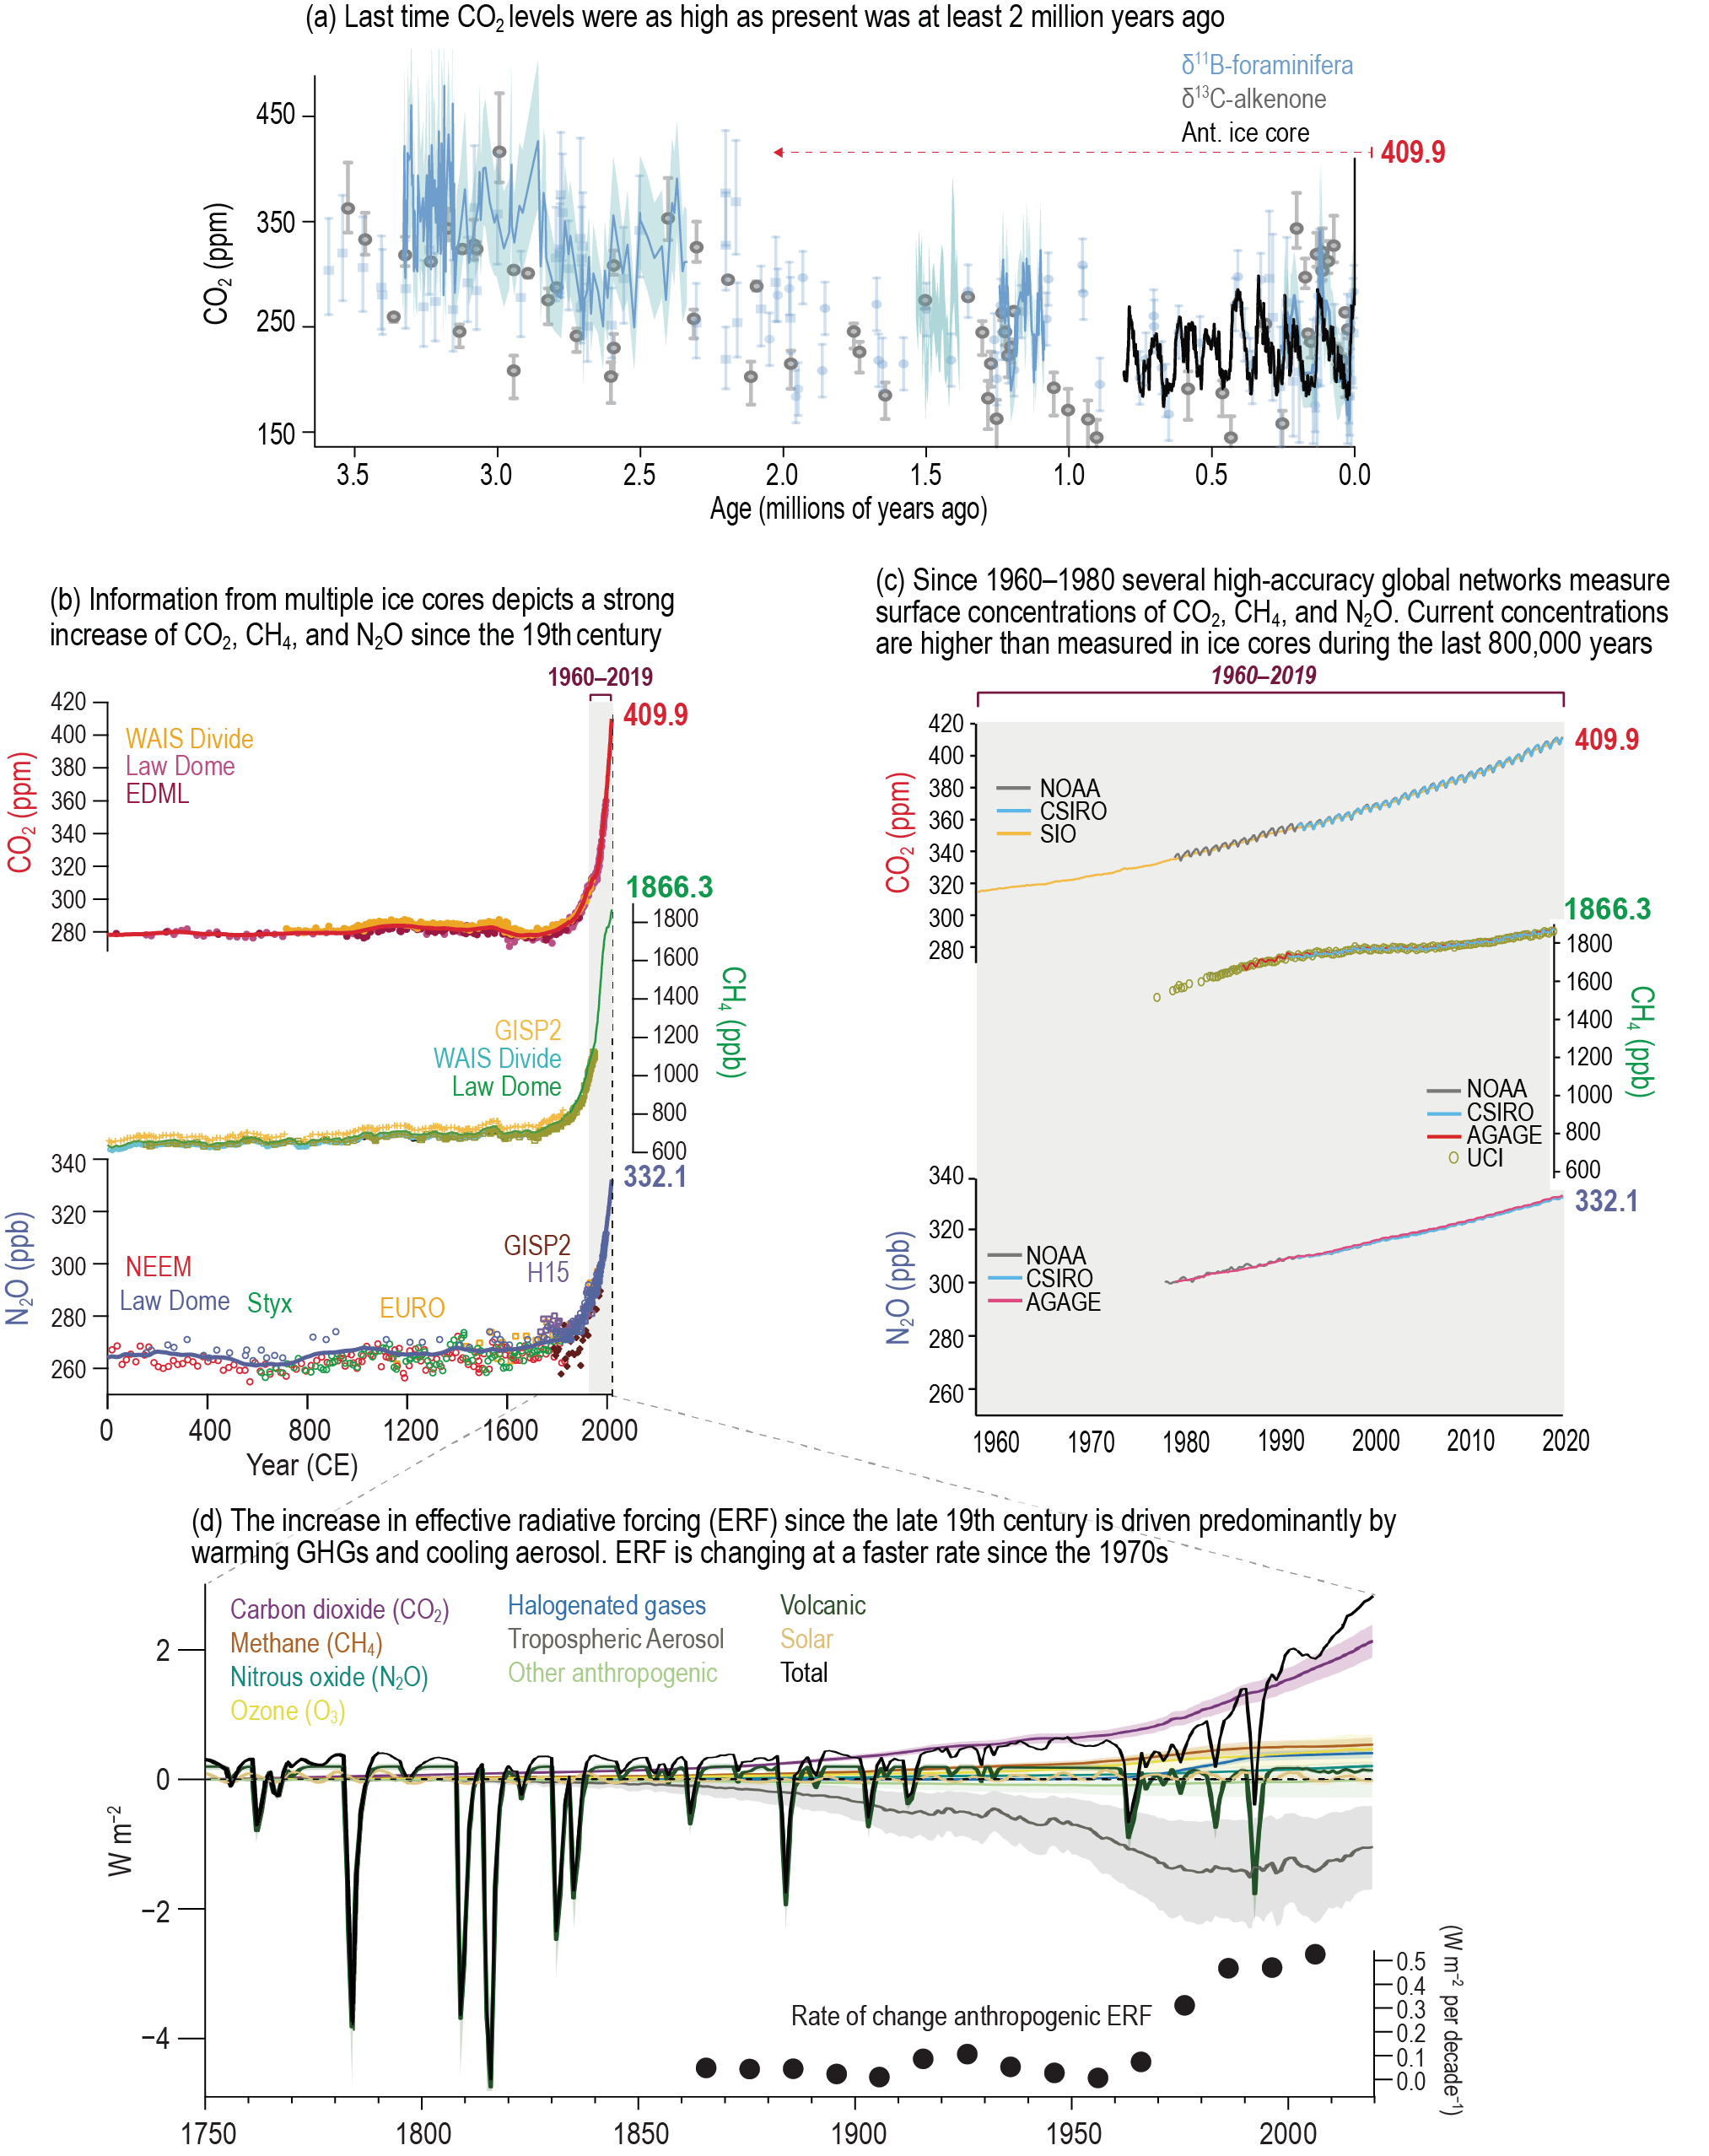 (a) Last time CO₂ levels were as high as present was at least 2 million years ago
δ¹¹B-foraminifera
δ¹³C-alkenone
Ant. ice core
409.9
CO₂ (ppm)
450
350
250
150
3.5 3.0 2.5 2.0 1.5 1.0 0.5 0.0
Age (millions of years ago)
(b) Information from multiple ice cores depicts a strong
increase of CO₂, CH₄, and N₂O since the 19th century
1960–2019
409.9
CO₂ (ppm)
420
400
380
360
340
320
300
280
WAIS Divide
Law Dome
EDML
1866.3
1800
1600
1400
1200
1000
800
600
CH₄ (ppb)
GISP2
WAIS Divide
Law Dome
332.1
N₂O (ppb)
340
320
300
280
260
NEEM
Law Dome
Styx
EURO
GISP2
H15
0 400 800 1200 1600 2000
Year (CE)
(c) Since 1960–1980 several high-accuracy global networks measure
surface concentrations of CO₂, CH₄, and N₂O. Current concentrations
are higher than measured in ice cores during the last 800,000 years
1960–2019
409.9
CO₂ (ppm)
420
400
380
360
340
320
300
280
NOAA
CSIRO
SIO
1866.3
1800
1600
1400
1200
1000
800
600
CH₄ (ppb)
NOAA
CSIRO
AGAGE
UCI
332.1
N₂O (ppb)
340
320
300
280
260
NOAA
CSIRO
AGAGE
1960 1970 1980 1990 2000 2010 2020
(d) The increase in effective radiative forcing (ERF) since the late 19th century is driven predominantly by
warming GHGs and cooling aerosol. ERF is changing at a faster rate since the 1970s
Carbon dioxide (CO₂)
Methane (CH₄)
Nitrous oxide (N₂O)
Ozone (O₃)
Halogenated gases
Tropospheric Aerosol
Other anthropogenic
Volcanic
Solar
Total
W m⁻²
2
0
−2
−4
Rate of change anthropogenic ERF
0.5
0.4
0.3
0.2
0.1
0.0
(W m⁻² per decade⁻¹)
1750 1800 1850 1900 1950 2000